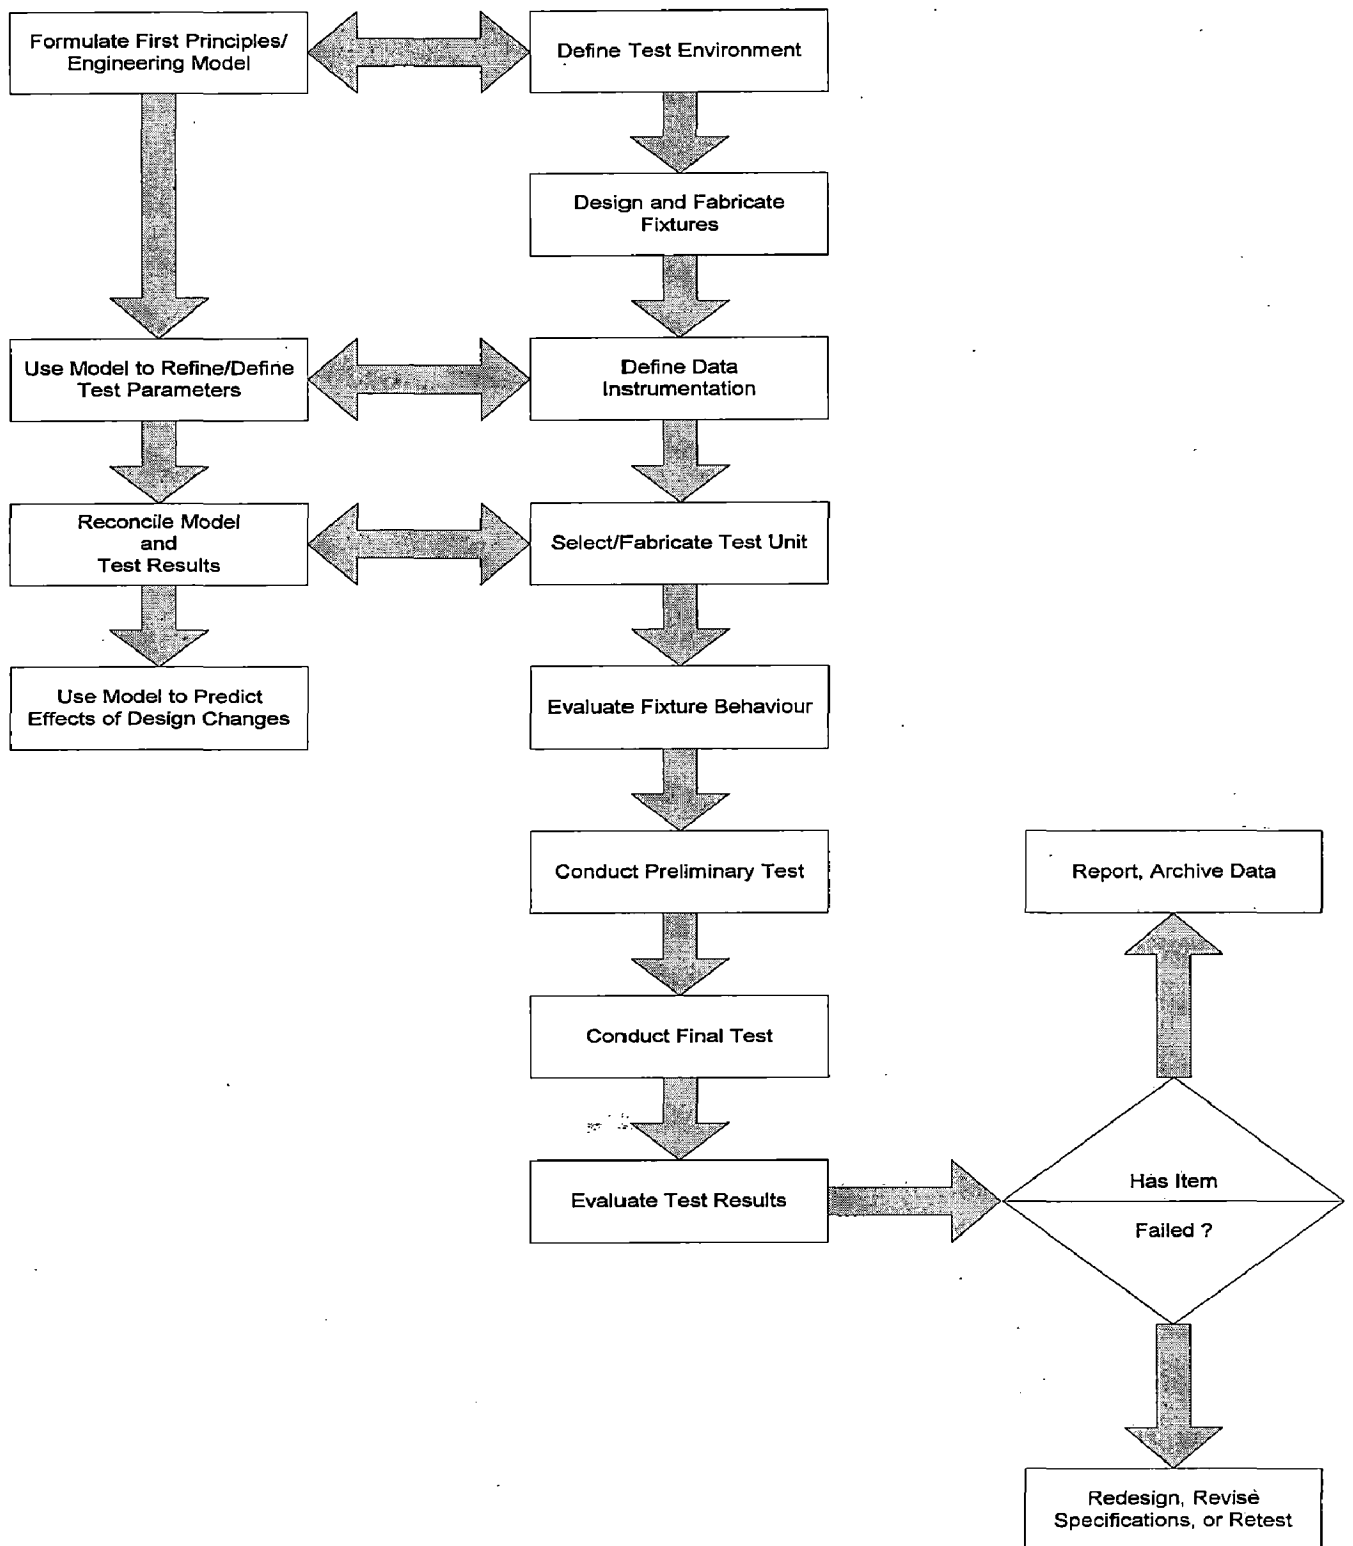 Formulate First Principles/
Engineering Model
Define Test Environment
Design and Fabricate
Fixtures
Use Model to Refine/Define
Test Parameters
Define Data
Instrumentation
Reconcile Model
and
Test Results
Select/Fabricate Test Unit
Use Model to Predict
Effects of Design Changes
Evaluate Fixture Behaviour
Conduct Preliminary Test
Report, Archive Data
Conduct Final Test
Evaluate Test Results
Has Item
Failed ?
Redesign, Revise
Specifications, or Retest